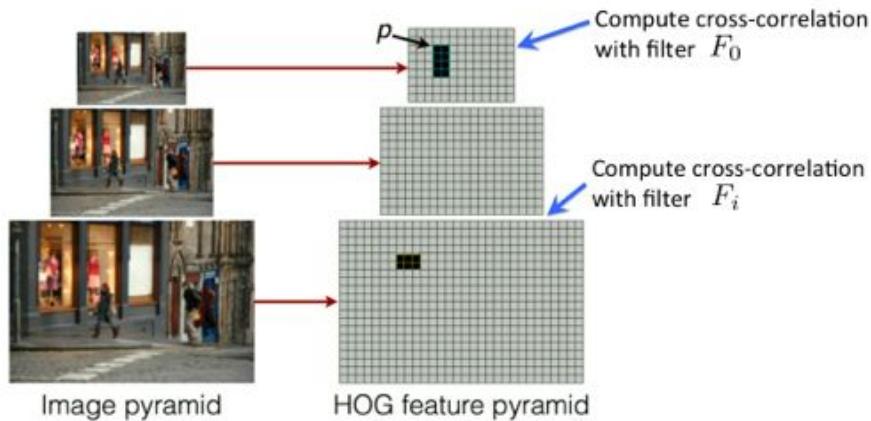 p
Compute cross-correlation
with filter F₀
Compute cross-correlation
with filter Fᵢ
Image pyramid
HOG feature pyramid